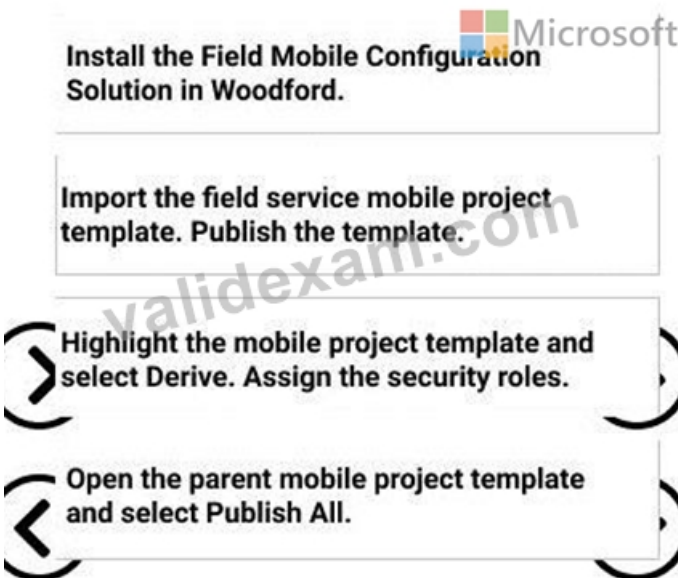 Microsoft
Install the Field Mobile Configuration
Solution in Woodford.
Import the field service mobile project
template. Publish the template.
validexam.com
Highlight the mobile project template and
select Derive. Assign the security roles.
Open the parent mobile project template
and select Publish All.